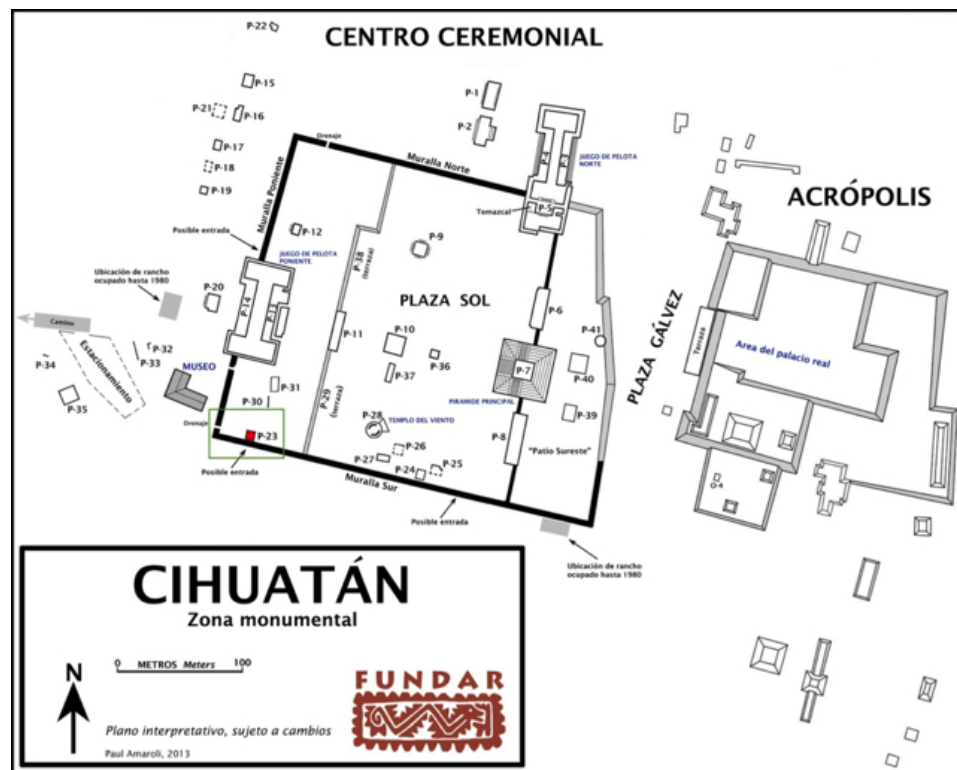 CENTRO CEREMONIAL
P-22
P-15
P-21
P-16
P-17
P-18
P-19
P-1
P-2
Drenaje
Muralla Norte
Muralla Poniente
P-4
P-3
JUEGO DE PELOTA
NORTE
Temazcal
P-5
ACRÓPOLIS
Posible entrada
P-12
JUEGO DE PELOTA
PONIENTE
P-9
P-38
(terraza)
Ubicación de rancho
ocupado hasta 1980
P-20
P-14
P-13
PLAZA SOL
P-6
P-11
P-10
P-36
P-37
P-41
P-7
P-40
PIRÁMIDE PRINCIPAL
PLAZA GÁLVEZ
Terraza
Area del palacio real
Camino
Estacionamiento
P-32
P-33
P-34
P-35
MUSEO
P-31
P-30
P-29
(terraza)
P-28
TEMPLO DEL VIENTO
P-39
P-8
"Patio Sureste"
Drenaje
P-23
P-26
P-27
P-24
P-25
Posible entrada
Muralla Sur
Posible entrada
O-4
Ubicación de rancho
ocupado hasta 1980
CIHUATÁN
Zona monumental
0 METROS Meters 100
N
FUNDAR
Plano interpretativo, sujeto a cambios
Paul Amaroli, 2013